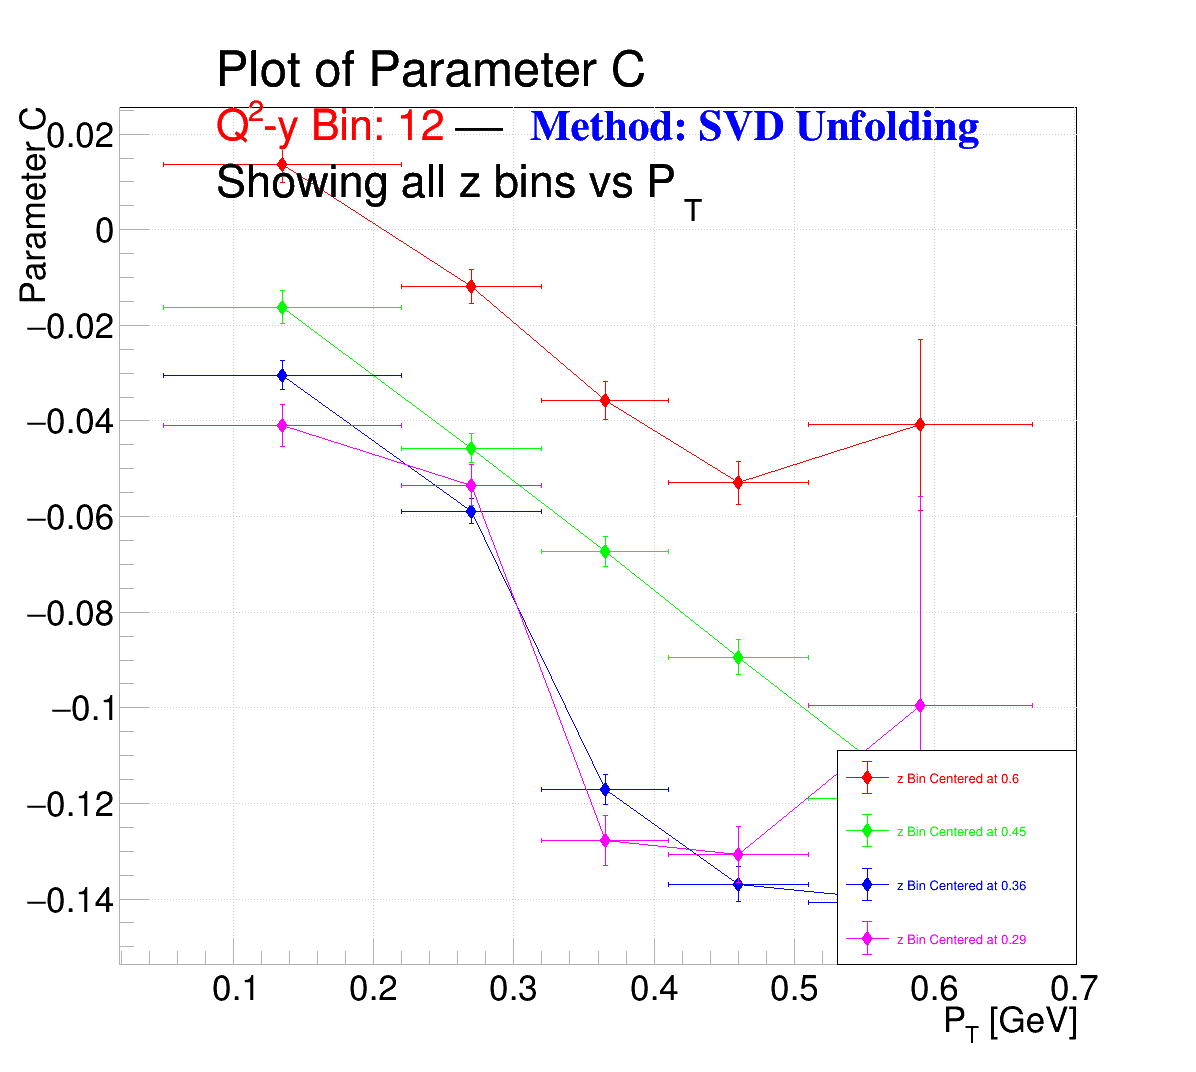 Plot of Parameter C
Q²-y Bin: 12 — Method: SVD Unfolding
Showing all z bins vs P_T
Parameter C
0.02
0
−0.02
−0.04
−0.06
−0.08
−0.1
−0.12
−0.14
z Bin Centered at 0.6
z Bin Centered at 0.45
z Bin Centered at 0.36
z Bin Centered at 0.29
0.1 0.2 0.3 0.4 0.5 0.6 0.7
P_T [GeV]